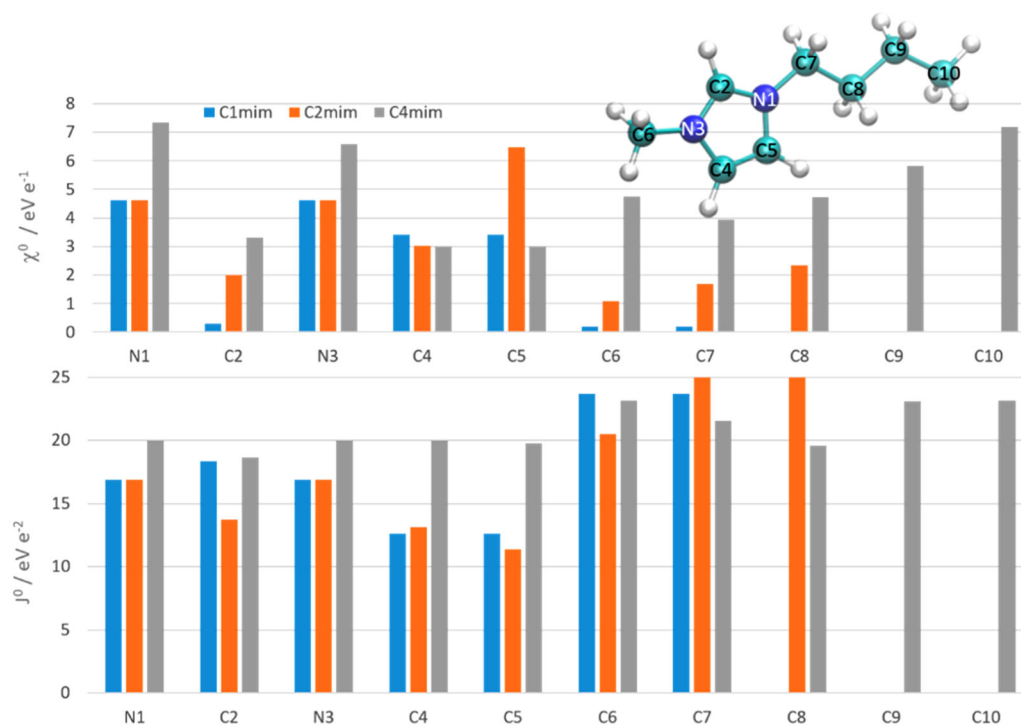 C9
C7
C10
C2
C8
N1
8
C1mim C2mim C4mim
N3
C6
7
C5
6
C4
5
χ⁰ / eV e⁻¹
4
3
2
1
0
N1 C2 N3 C4 C5 C6 C7 C8 C9 C10
25
20
15
J⁰ / eV e⁻²
10
5
0
N1 C2 N3 C4 C5 C6 C7 C8 C9 C10